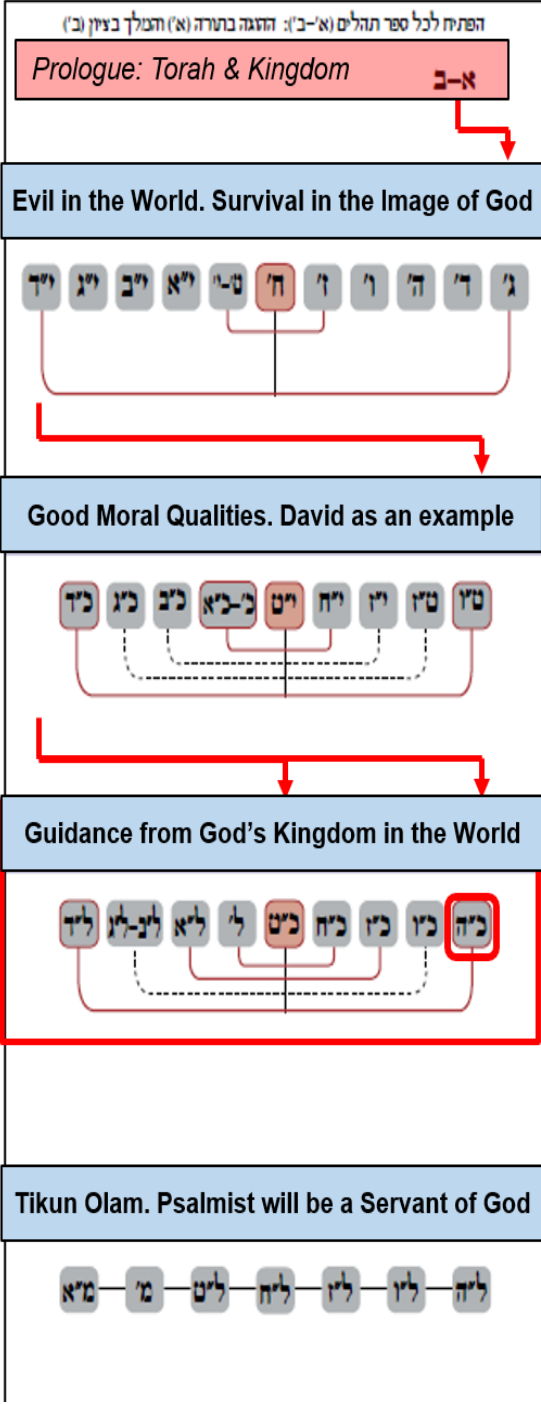 הפתיח לכל ספר תהלים (א'–ב'): ההוגה בתורה (א') והמלך בציון (ב')
Prologue: Torah & Kingdom א–ב
Evil in the World. Survival in the Image of God
ג' ד' ה' ו' ז' ח' ט'-י' י"א י"ב י"ג י"ד
Good Moral Qualities. David as an example
ט"ו ט"ז י"ז י"ח י"ט כ'-כ"א כ"ב כ"ג כ"ד
Guidance from God's Kingdom in the World
כ"ה כ"ו כ"ז כ"ח כ"ט ל' ל"א ל"ב-ל"ג ל"ד
Tikun Olam. Psalmist will be a Servant of God
ל"ה ל"ו ל"ז ל"ח ל"ט מ' מ"א